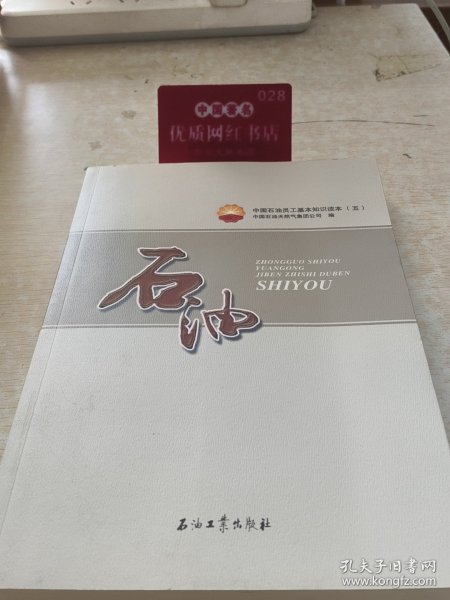 028
中国著名
优质网红书店
中国石油员工基本知识读本（五）
中国石油天然气集团公司 编
ZHONGGUO SHIYOU
YUANGONG
JIBEN ZHISHI DUBEN
SHIYOU
石油
石油工业出版社
孔夫子旧书网
www.kongfz.com